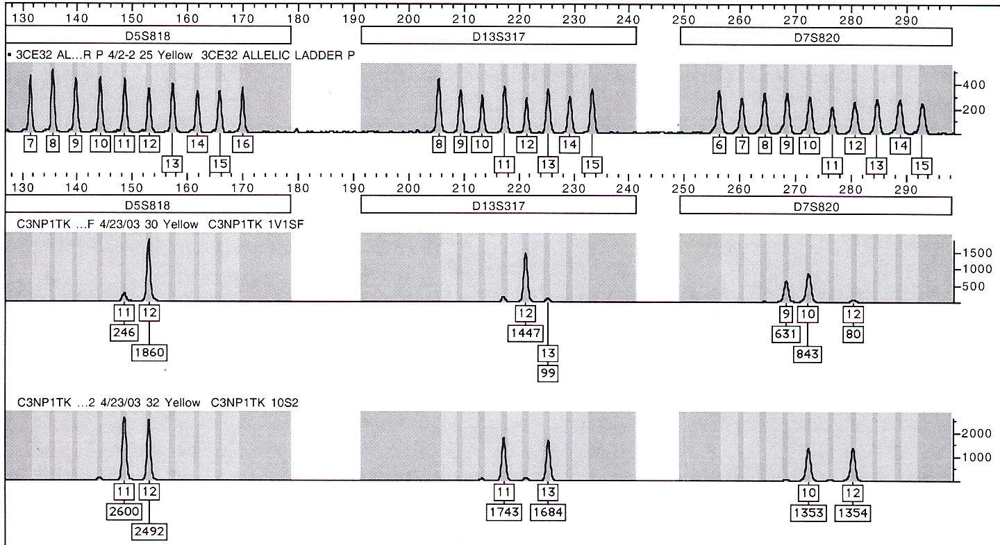 130 140 150 160 170 180 190 200 210 220 230 240 250 260 270 280 290
D5S818 D13S317 D7S820
• 3CE32 AL...R P 4/2-2 25 Yellow 3CE32 ALLELIC LADDER P
400
200
7 8 9 10 11 12 14 16 8 9 10 12 14 6 7 8 9 10 12 14
13 15 11 13 15 11 13 15
130 140 150 160 170 180 190 200 210 220 230 240 250 260 270 280 290
D5S818 D13S317 D7S820
C3NP1TK ...F 4/23/03 30 Yellow C3NP1TK 1V1SF
1500
1000
500
11 12 12 9 10 12
246 1447 631 80
1860 13 843
99
C3NP1TK ...2 4/23/03 32 Yellow C3NP1TK 10S2
2000
1000
11 12 11 13 10 12
2600 1743 1684 1353 1354
2492